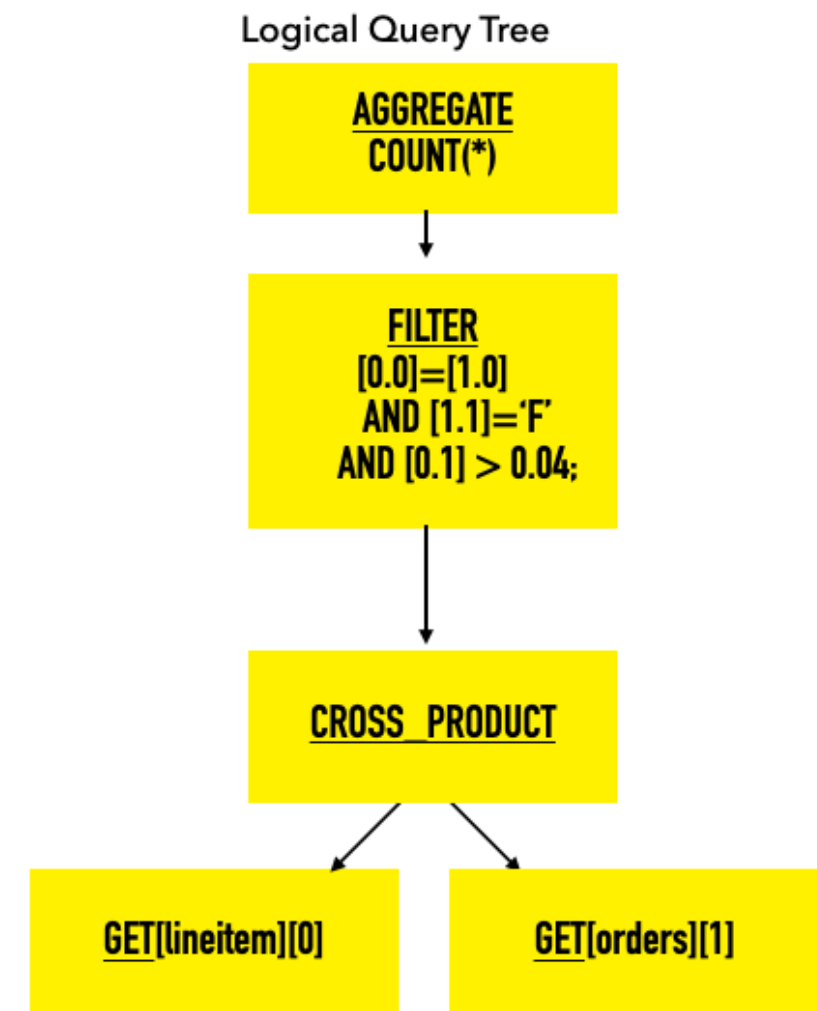 Logical Query Tree
AGGREGATE
COUNT(*)
FILTER
[0.0]=[1.0]
AND [1.1]=‘F’
AND [0.1] > 0.04;
CROSS_PRODUCT
GET[lineitem][0]
GET[orders][1]